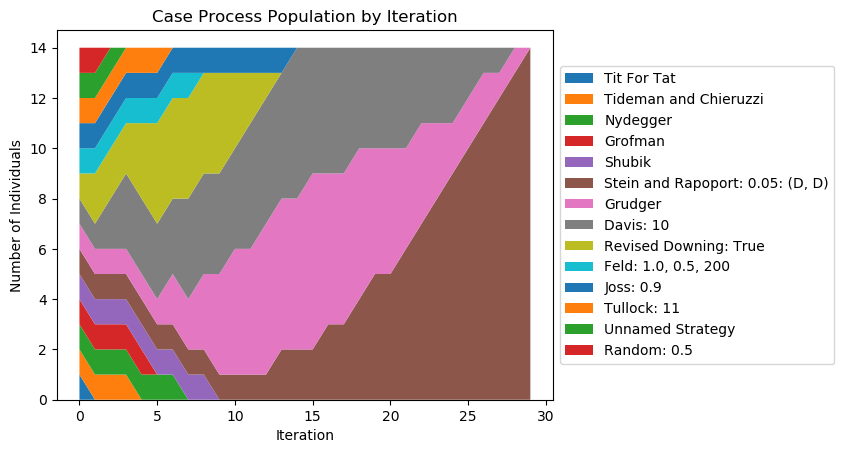 Case Process Population by Iteration
Number of Individuals
14
12
10
8
6
4
2
0
0
5
10
15
20
25
30
Iteration
Tit For Tat
Tideman and Chieruzzi
Nydegger
Grofman
Shubik
Stein and Rapoport: 0.05: (D, D)
Grudger
Davis: 10
Revised Downing: True
Feld: 1.0, 0.5, 200
Joss: 0.9
Tullock: 11
Unnamed Strategy
Random: 0.5